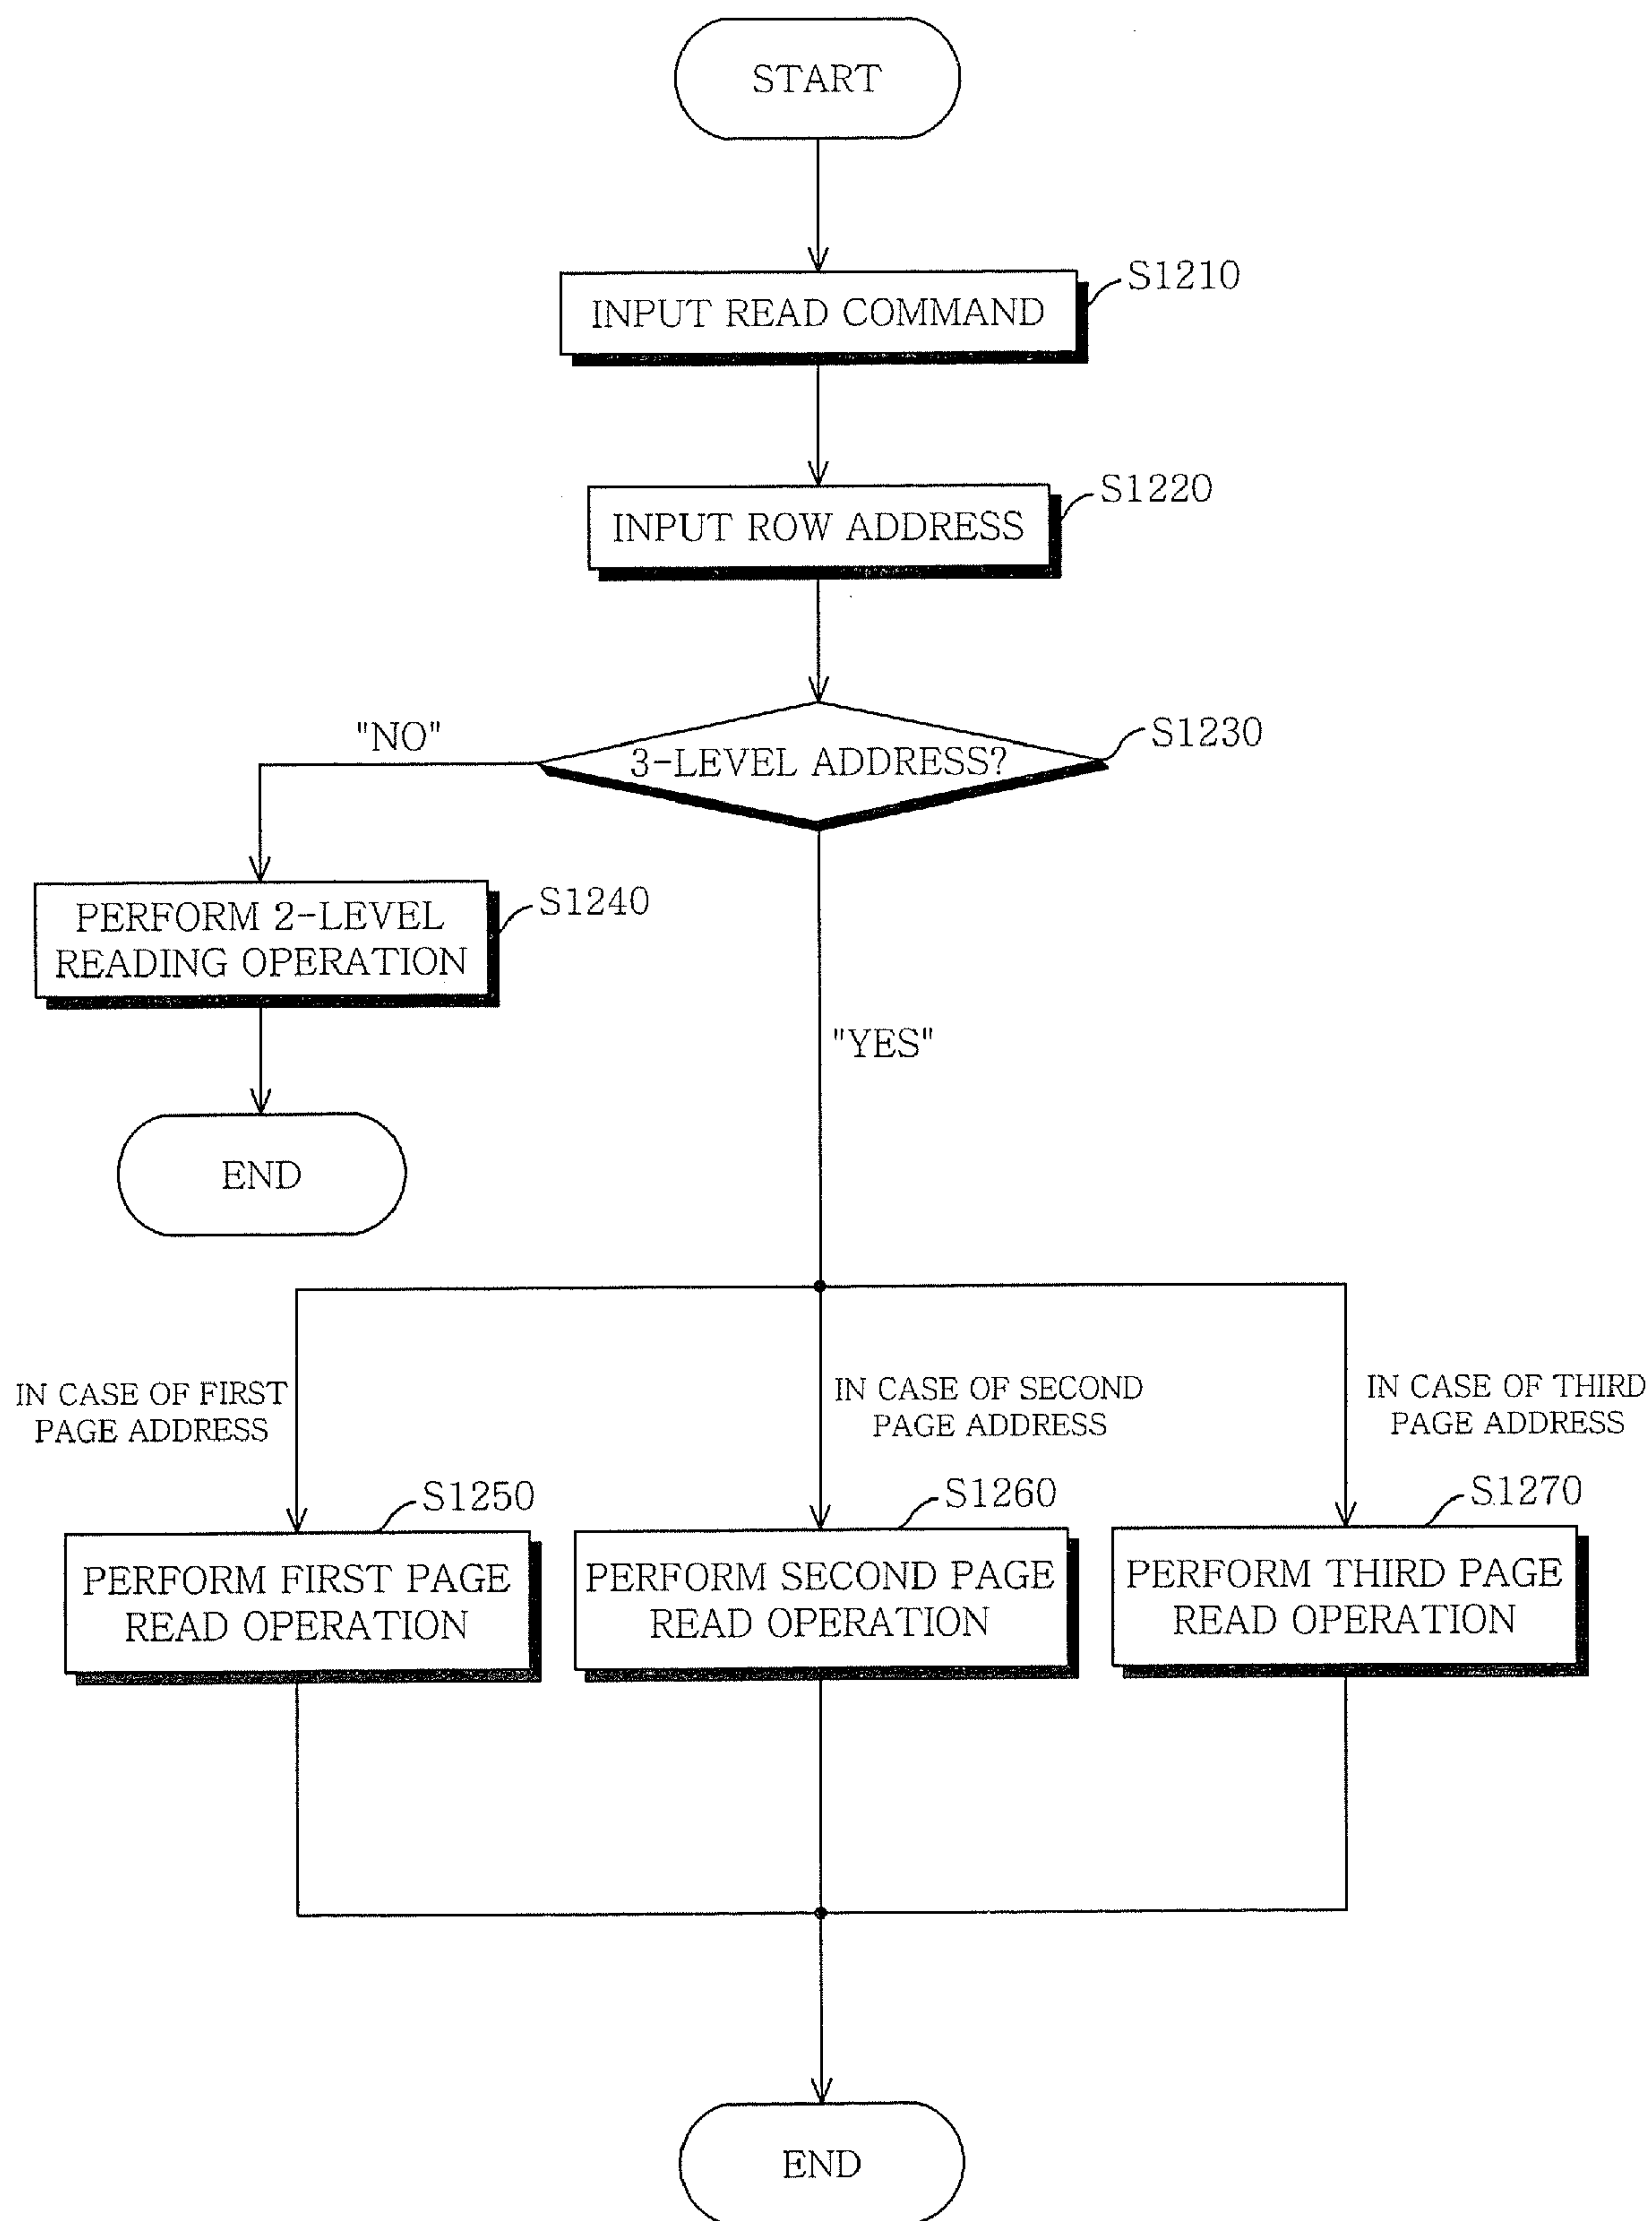 START
INPUT READ COMMAND
S1210
INPUT ROW ADDRESS
S1220
"NO"
3-LEVEL ADDRESS?
S1230
PERFORM 2-LEVEL
READING OPERATION
S1240
"YES"
END
IN CASE OF FIRST
PAGE ADDRESS
IN CASE OF SECOND
PAGE ADDRESS
IN CASE OF THIRD
PAGE ADDRESS
S1250
PERFORM FIRST PAGE
READ OPERATION
S1260
PERFORM SECOND PAGE
READ OPERATION
S1270
PERFORM THIRD PAGE
READ OPERATION
END